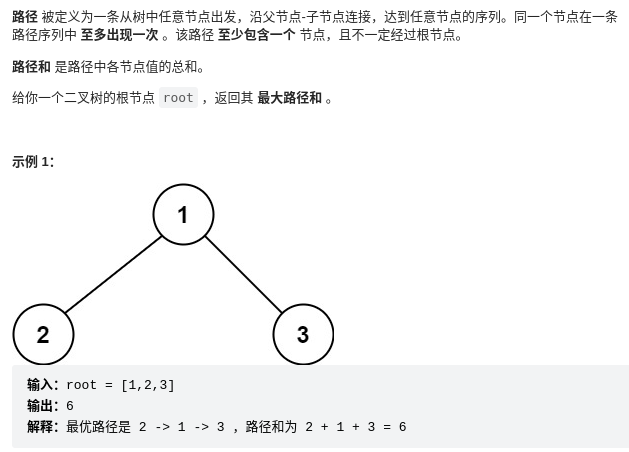 路径 被定义为一条从树中任意节点出发，沿父节点-子节点连接，达到任意节点的序列。同一个节点在一条
路径序列中 至多出现一次 。该路径 至少包含一个 节点，且不一定经过根节点。
路径和 是路径中各节点值的总和。
给你一个二叉树的根节点 root ，返回其 最大路径和 。
示例 1：
1
2 3
输入：root = [1,2,3]
输出：6
解释：最优路径是 2 -> 1 -> 3 ，路径和为 2 + 1 + 3 = 6